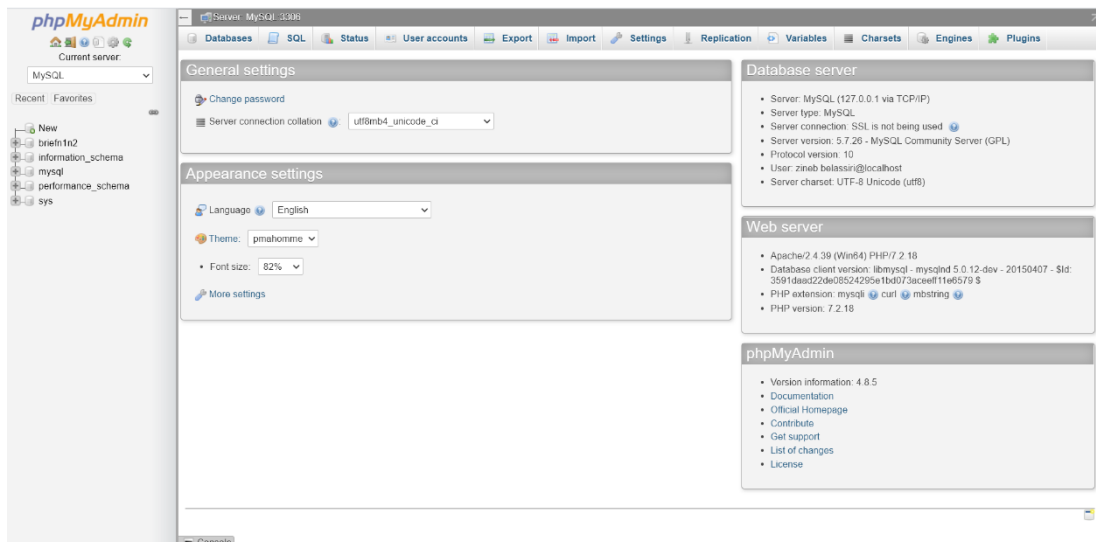 phpMyAdmin
Current server:
MySQL
Recent Favorites
New
briefn1n2
information_schema
mysql
performance_schema
sys
Server: MySQL:3306
Databases SQL Status User accounts Export Import Settings Replication Variables Charsets Engines Plugins
General settings
Change password
Server connection collation : utf8mb4_unicode_ci
Appearance settings
Language English
Theme: pmahomme
• Font size: 82%
More settings
Database server
• Server: MySQL (127.0.0.1 via TCP/IP)
• Server type: MySQL
• Server connection: SSL is not being used
• Server version: 5.7.26 - MySQL Community Server (GPL)
• Protocol version: 10
• User: zineb belassiri@localhost
• Server charset: UTF-8 Unicode (utf8)
Web server
• Apache/2.4.39 (Win64) PHP/7.2.18
• Database client version: libmysql - mysqlnd 5.0.12-dev - 20150407 - $Id:
3591daad22de08524295e1bd073aceeff11e6579 $
• PHP extension: mysqli curl mbstring
• PHP version: 7.2.18
phpMyAdmin
• Version information: 4.8.5
• Documentation
• Official Homepage
• Contribute
• Get support
• List of changes
• License
Console